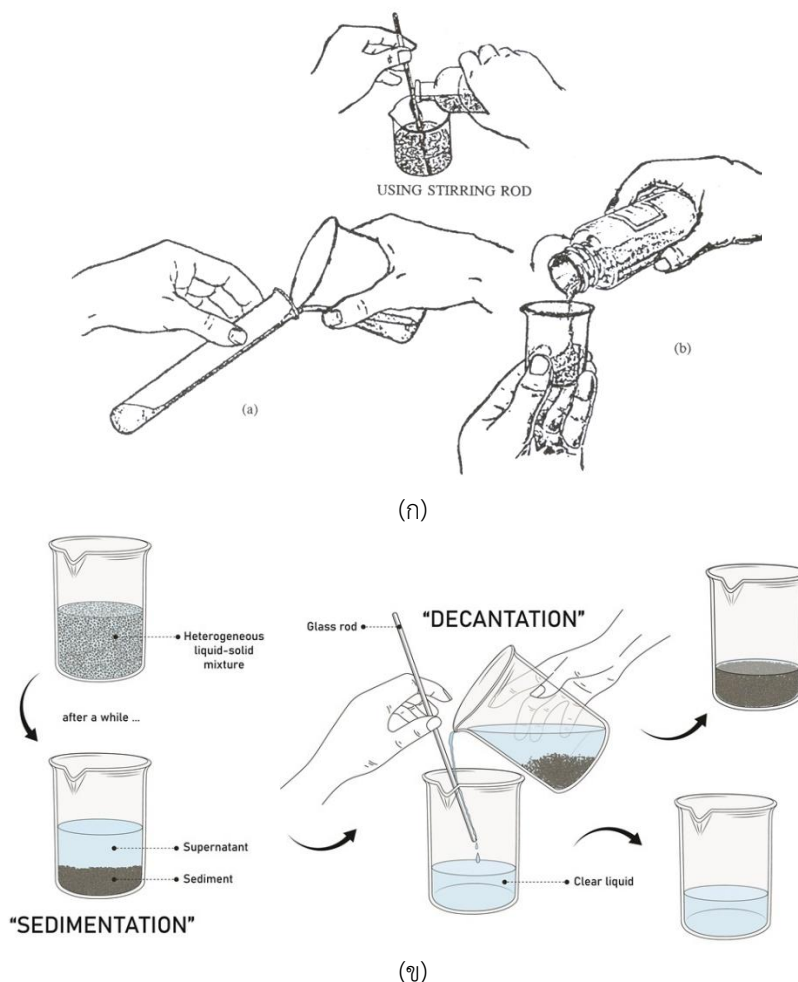 USING STIRRING ROD
(a)
(b)
(ก)
Heterogeneous
liquid-solid
mixture
after a while ...
Supernatant
Sediment
"SEDIMENTATION"
Glass rod
"DECANTATION"
Clear liquid
(ข)